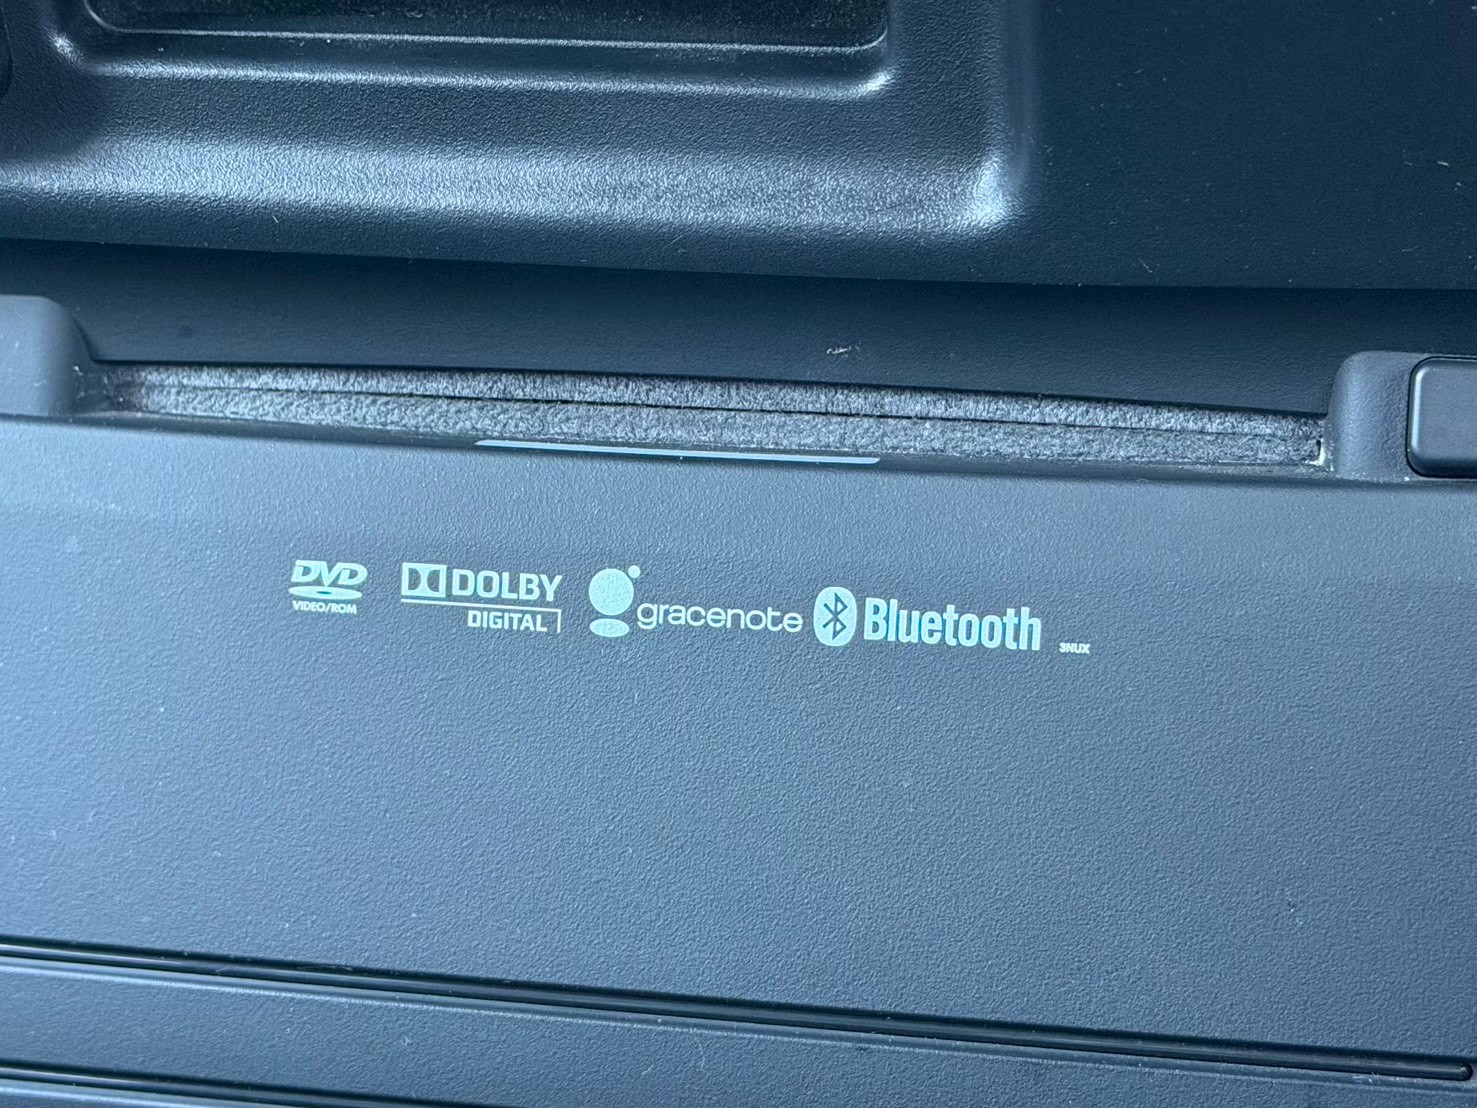 DVD
VIDEO/ROM
DOLBY
DIGITAL
gracenote
Bluetooth
3NUX